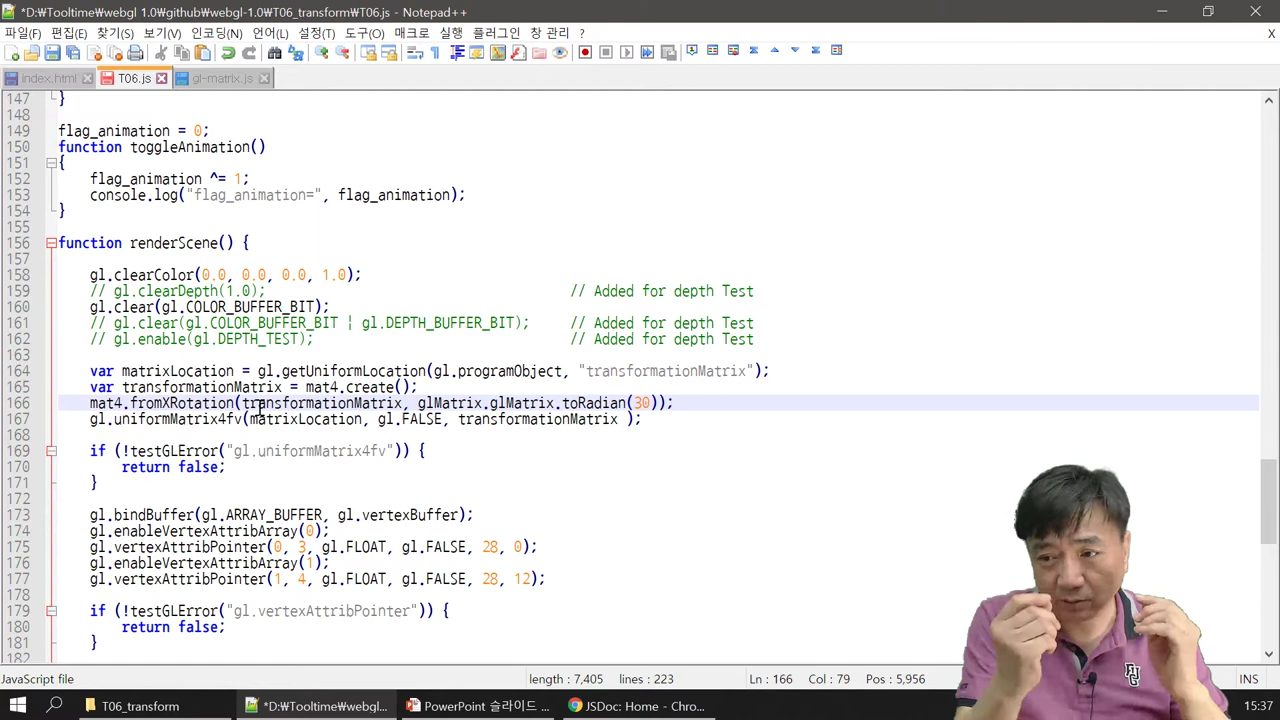 *D:₩Tooltime₩webgl 1.0₩github₩webgl-1.0₩T06_transform₩T06.js - Notepad++
파일(F) 편집(E) 찾기(S) 보기(V) 인코딩(N) 언어(L) 설정(T) 도구(O) 매크로 실행 플러그인 창 관리 ? X
index.html T06.js gl-matrix.js
147 }
148
149 flag_animation = 0;
150 function toggleAnimation()
151 {
152 flag_animation ^= 1;
153 console.log("flag_animation=", flag_animation);
154 }
155
156 function renderScene() {
157
158 gl.clearColor(0.0, 0.0, 0.0, 1.0);
159 // gl.clearDepth(1.0); // Added for depth Test
160 gl.clear(gl.COLOR_BUFFER_BIT);
161 // gl.clear(gl.COLOR_BUFFER_BIT | gl.DEPTH_BUFFER_BIT); // Added for depth Test
162 // gl.enable(gl.DEPTH_TEST); // Added for depth Test
163
164 var matrixLocation = gl.getUniformLocation(gl.programObject, "transformationMatrix");
165 var transformationMatrix = mat4.create();
166 mat4.fromXRotation(transformationMatrix, glMatrix.glMatrix.toRadian(30));
167 gl.uniformMatrix4fv(matrixLocation, gl.FALSE, transformationMatrix );
168
169 if (!testGLError("gl.uniformMatrix4fv")) {
170 return false;
171 }
172
173 gl.bindBuffer(gl.ARRAY_BUFFER, gl.vertexBuffer);
174 gl.enableVertexAttribArray(0);
175 gl.vertexAttribPointer(0, 3, gl.FLOAT, gl.FALSE, 28, 0);
176 gl.enableVertexAttribArray(1);
177 gl.vertexAttribPointer(1, 4, gl.FLOAT, gl.FALSE, 28, 12);
178
179 if (!testGLError("gl.vertexAttribPointer")) {
180 return false;
181 }
182
JavaScript file length : 7,405 lines : 223 Ln : 166 Col : 79 Pos : 5,956 INS
T06_transform *D:₩Tooltime₩webgl... PowerPoint 슬라이드 ... JSDoc: Home - Chro... 15:37